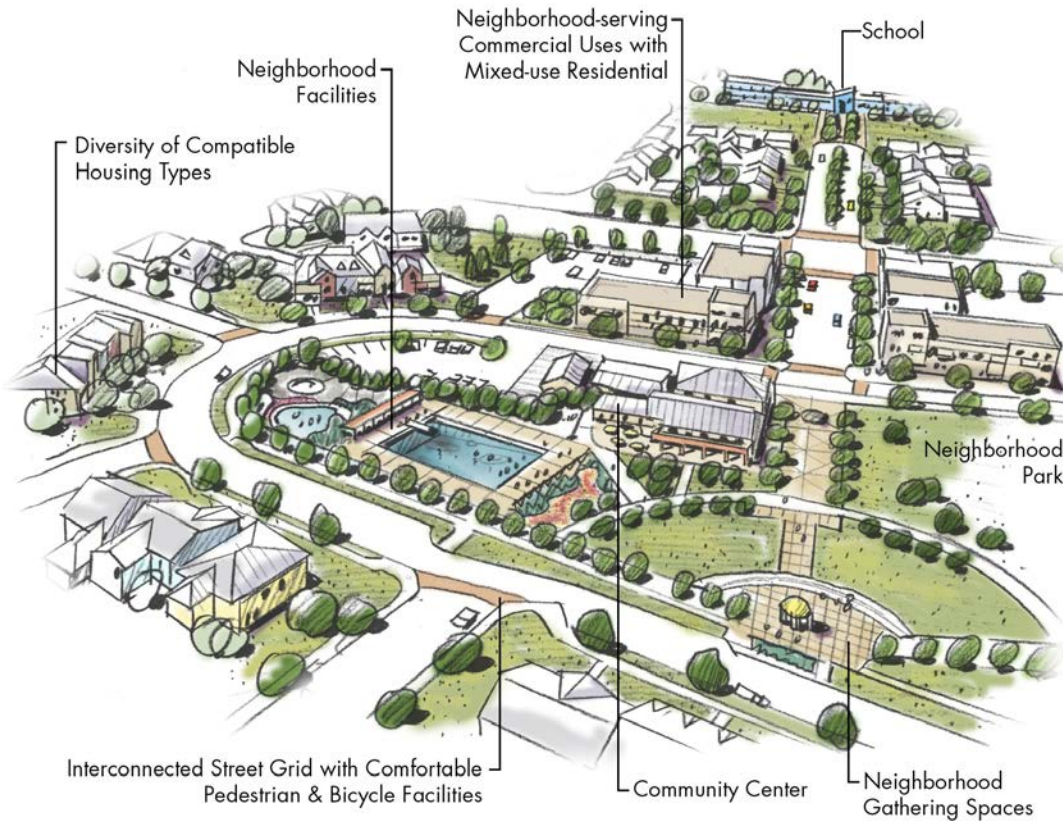 Neighborhood-serving
Commercial Uses with
Mixed-use Residential
School
Neighborhood
Facilities
Diversity of Compatible
Housing Types
Neighborhood
Park
Interconnected Street Grid with Comfortable
Pedestrian & Bicycle Facilities
Community Center
Neighborhood
Gathering Spaces